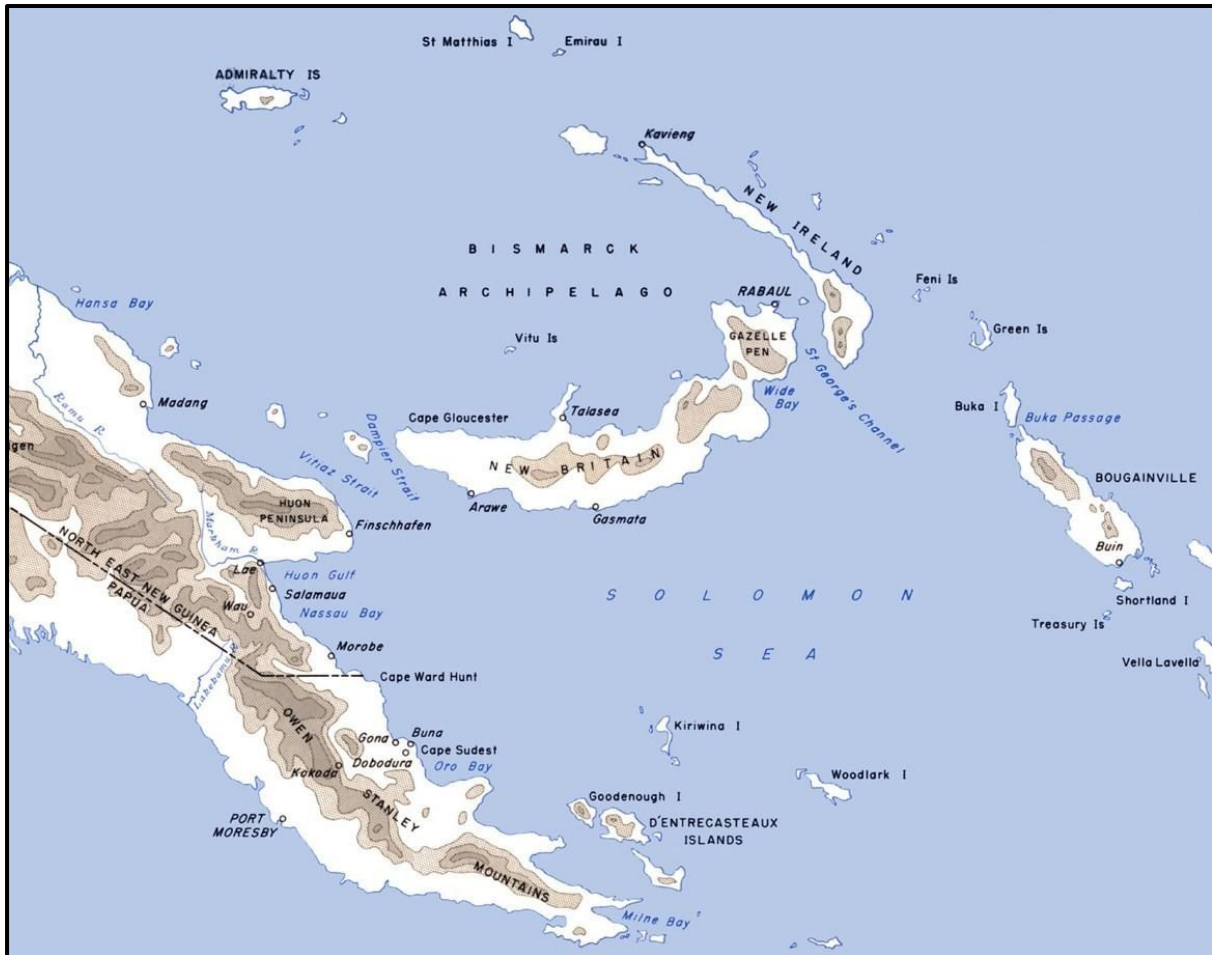 St Matthias I
Emirau I
ADMIRALTY IS
Kavieng
NEW IRELAND
BISMARCK
ARCHIPELAGO
RABAUL
Feni Is
Hansa Bay
Green Is
Vitu Is
GAZELLE
PEN
St George's Channel
Wide
Bay
Madang
Ramu R.
Cape Gloucester
Talasea
Buka I
Buka Passage
Dampier Strait
Vitiaz Strait
gen
NEW BRITAIN
BOUGAINVILLE
HUON
PENINSULA
Arawe
Gasmata
Markham R.
Finschhafen
NORTH EAST NEW GUINEA
PAPUA
Buin
Lae
Huon Gulf
Salamaua
Wau
Nassau Bay
SOLOMON
SEA
Shortland I
Treasury Is
Morobe
Vella Lavella
Lakekamu R.
Cape Ward Hunt
OWEN
STANLEY
MOUNTAINS
Kiriwina I
Gona
Buna
Cape Sudest
Dobodura
Oro Bay
Kokoda
Woodlark I
Goodenough I
PORT
MORESBY
D'ENTRECASTEAUX
ISLANDS
Milne Bay